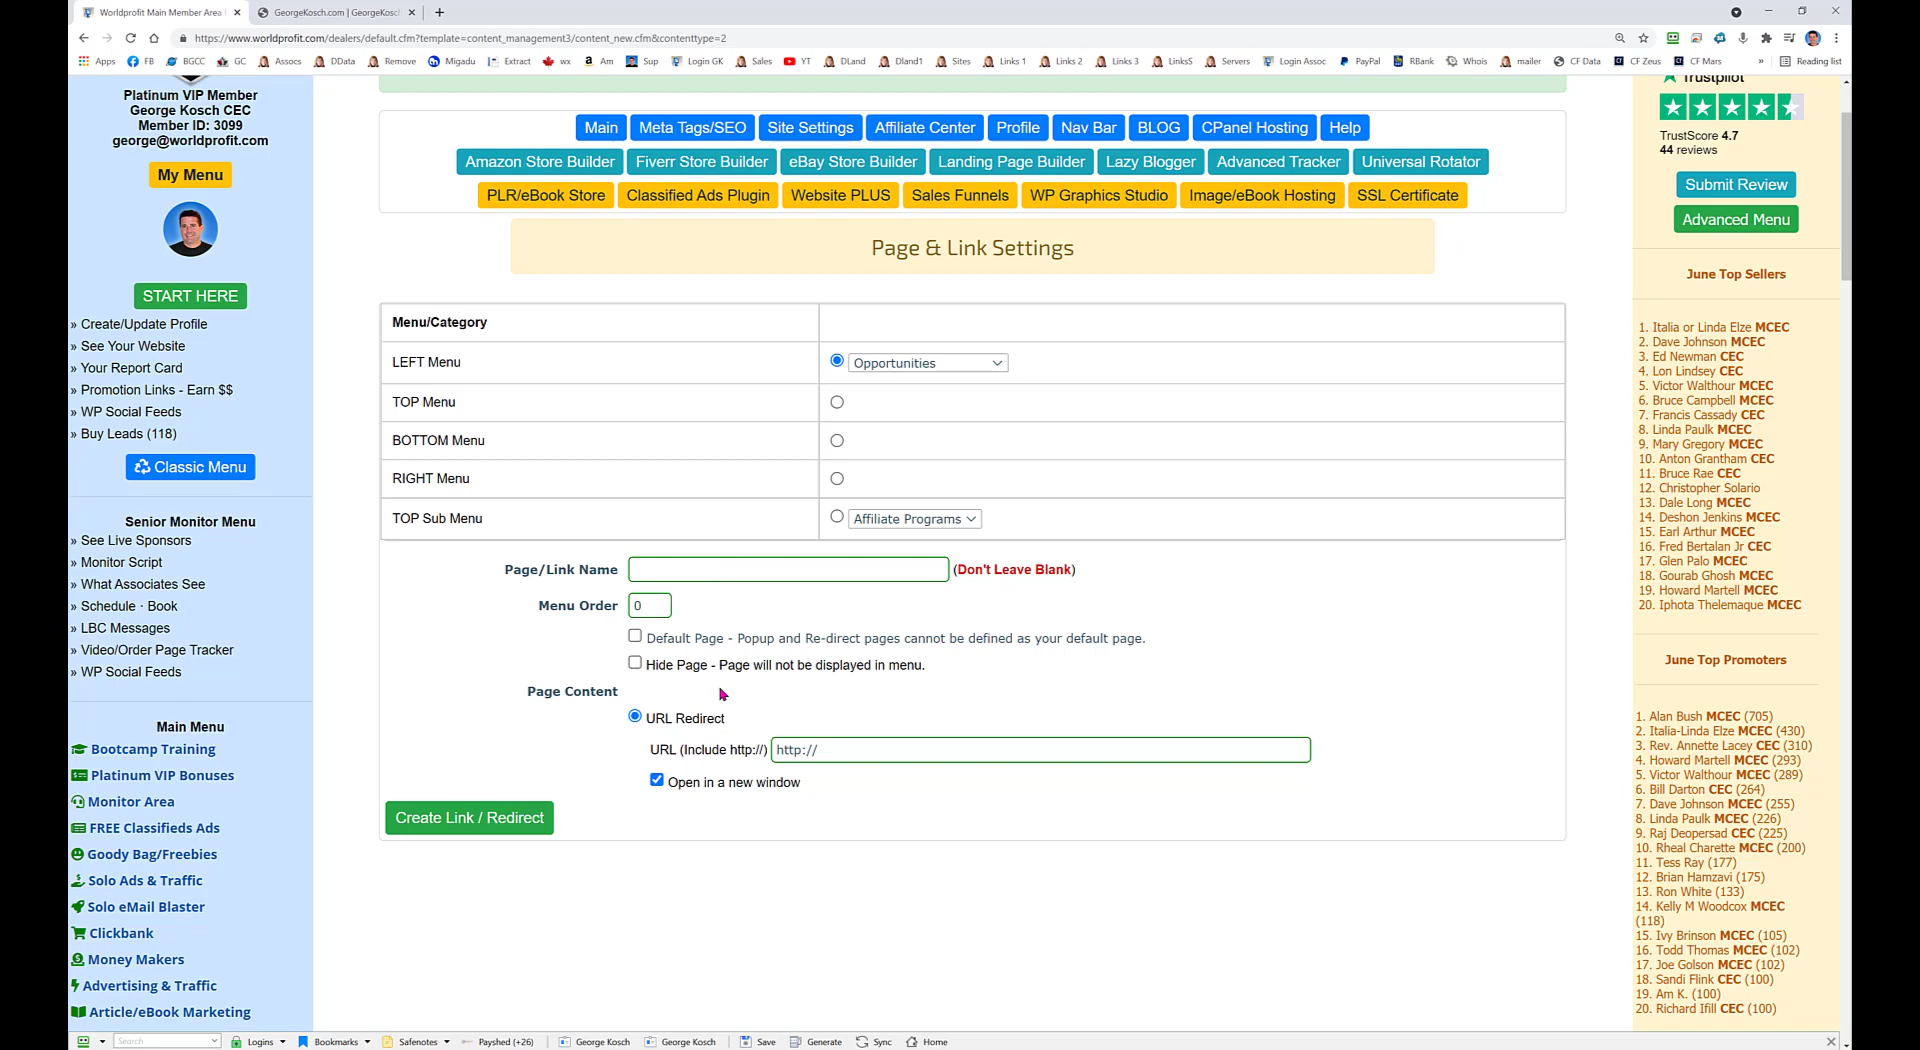 Worldprofit Main Member Area
GeorgeKosch.com | GeorgeKosc
https://www.worldprofit.com/dealers/default.cfm?template=content_management3/content_new.cfm&contenttype=2
Apps FB BGCC GC Assocs DData Remove Migadu Extract wx Am Sup Login GK Sales YT DLand Dland1 Sites Links 1 Links 2 Links 3 LinksS Servers Login Assoc PayPal RBank Whois mailer CF Data CF Zeus CF Mars » Reading list
Platinum VIP Member
George Kosch CEC
Member ID: 3099
george@worldprofit.com
My Menu
START HERE
» Create/Update Profile
» See Your Website
» Your Report Card
» Promotion Links - Earn $$
» WP Social Feeds
» Buy Leads (118)
Classic Menu
Senior Monitor Menu
» See Live Sponsors
» Monitor Script
» What Associates See
» Schedule · Book
» LBC Messages
» Video/Order Page Tracker
» WP Social Feeds
Main Menu
Bootcamp Training
Platinum VIP Bonuses
Monitor Area
FREE Classifieds Ads
Goody Bag/Freebies
Solo Ads & Traffic
Solo eMail Blaster
Clickbank
Money Makers
Advertising & Traffic
Article/eBook Marketing
Main Meta Tags/SEO Site Settings Affiliate Center Profile Nav Bar BLOG CPanel Hosting Help
Amazon Store Builder Fiverr Store Builder eBay Store Builder Landing Page Builder Lazy Blogger Advanced Tracker Universal Rotator
PLR/eBook Store Classified Ads Plugin Website PLUS Sales Funnels WP Graphics Studio Image/eBook Hosting SSL Certificate
Page & Link Settings
Menu/Category
LEFT Menu Opportunities
TOP Menu
BOTTOM Menu
RIGHT Menu
TOP Sub Menu Affiliate Programs
Page/Link Name (Don't Leave Blank)
Menu Order 0
Default Page - Popup and Re-direct pages cannot be defined as your default page.
Hide Page - Page will not be displayed in menu.
Page Content
URL Redirect
URL (Include http://) http://
Open in a new window
Create Link / Redirect
Trustpilot
TrustScore 4.7
44 reviews
Submit Review
Advanced Menu
June Top Sellers
1. Italia or Linda Elze MCEC
2. Dave Johnson MCEC
3. Ed Newman CEC
4. Lon Lindsey CEC
5. Victor Walthour MCEC
6. Bruce Campbell MCEC
7. Francis Cassady CEC
8. Linda Paulk MCEC
9. Mary Gregory MCEC
10. Anton Grantham CEC
11. Bruce Rae CEC
12. Christopher Solario
13. Dale Long MCEC
14. Deshon Jenkins MCEC
15. Earl Arthur MCEC
16. Fred Bertalan Jr CEC
17. Glen Palo MCEC
18. Gourab Ghosh MCEC
19. Howard Martell MCEC
20. Iphota Thelemaque MCEC
June Top Promoters
1. Alan Bush MCEC (705)
2. Italia-Linda Elze MCEC (430)
3. Rev. Annette Lacey CEC (310)
4. Howard Martell MCEC (293)
5. Victor Walthour MCEC (289)
6. Bill Darton CEC (264)
7. Dave Johnson MCEC (255)
8. Linda Paulk MCEC (226)
9. Raj Deopersad CEC (225)
10. Rheal Charette MCEC (200)
11. Tess Ray (177)
12. Brian Hamzavi (175)
13. Ron White (133)
14. Kelly M Woodcox MCEC
(118)
15. Ivy Brinson MCEC (105)
16. Todd Thomas MCEC (102)
17. Joe Golson MCEC (102)
18. Sandi Flink CEC (100)
19. Am K. (100)
20. Richard Ifill CEC (100)
Search Logins Bookmarks Safenotes Payshed (+26) George Kosch George Kosch Save Generate Sync Home